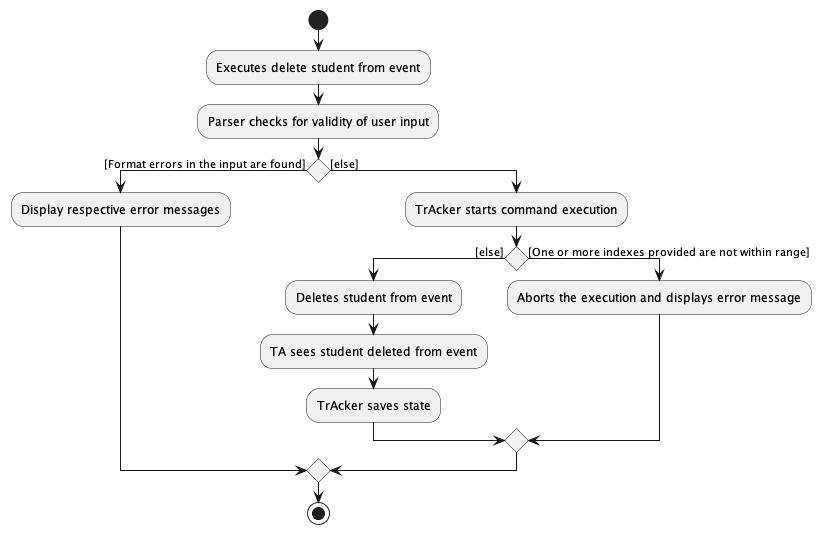 Executes delete student from event
Parser checks for validity of user input
[Format errors in the input are found]
[else]
Display respective error messages
TrAcker starts command execution
[else]
[One or more indexes provided are not within range]
Deletes student from event
Aborts the execution and displays error message
TA sees student deleted from event
TrAcker saves state